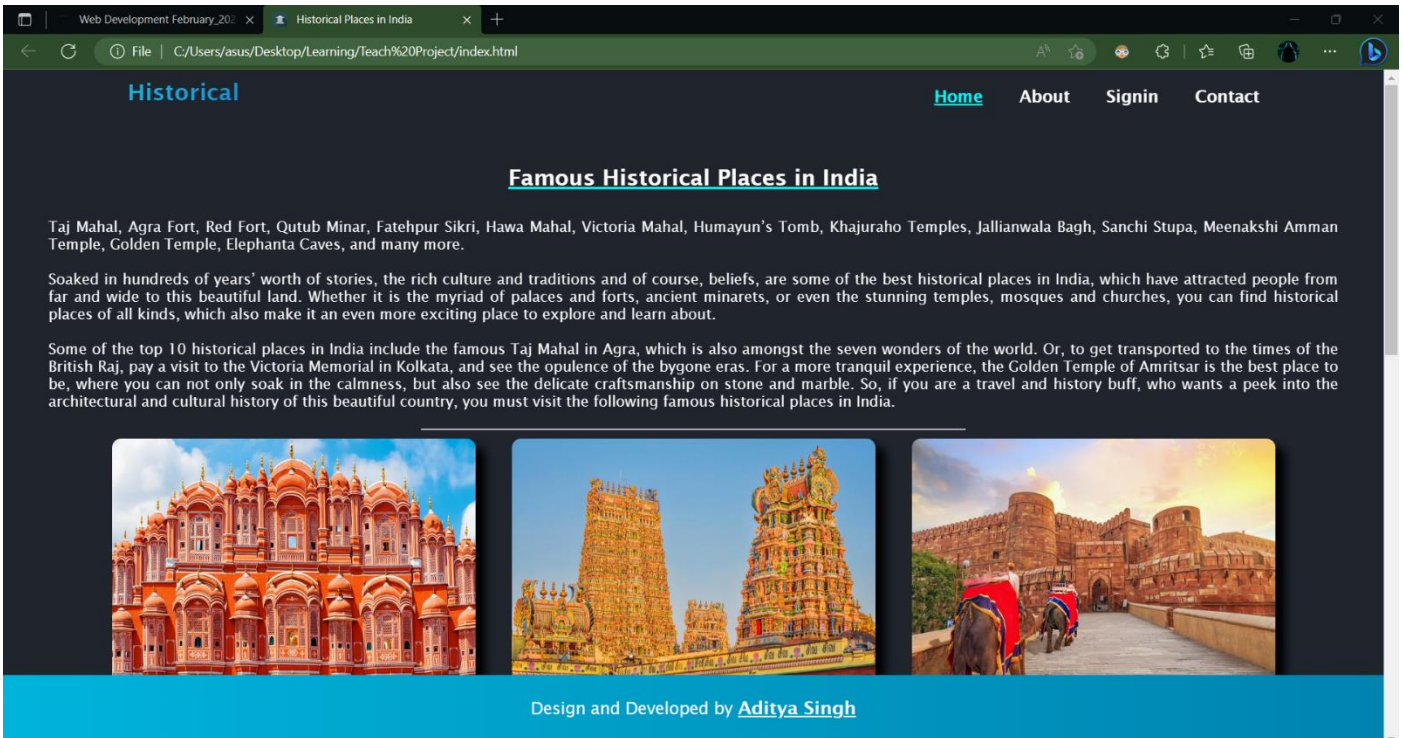 Web Development February_202
Historical Places in India
File | C:/Users/asus/Desktop/Learning/Teach%20Project/index.html
Historical
Home About Signin Contact
Famous Historical Places in India
Taj Mahal, Agra Fort, Red Fort, Qutub Minar, Fatehpur Sikri, Hawa Mahal, Victoria Mahal, Humayun’s Tomb, Khajuraho Temples, Jallianwala Bagh, Sanchi Stupa, Meenakshi Amman
Temple, Golden Temple, Elephanta Caves, and many more.
Soaked in hundreds of years’ worth of stories, the rich culture and traditions and of course, beliefs, are some of the best historical places in India, which have attracted people from
far and wide to this beautiful land. Whether it is the myriad of palaces and forts, ancient minarets, or even the stunning temples, mosques and churches, you can find historical
places of all kinds, which also make it an even more exciting place to explore and learn about.
Some of the top 10 historical places in India include the famous Taj Mahal in Agra, which is also amongst the seven wonders of the world. Or, to get transported to the times of the
British Raj, pay a visit to the Victoria Memorial in Kolkata, and see the opulence of the bygone eras. For a more tranquil experience, the Golden Temple of Amritsar is the best place to
be, where you can not only soak in the calmness, but also see the delicate craftsmanship on stone and marble. So, if you are a travel and history buff, who wants a peek into the
architectural and cultural history of this beautiful country, you must visit the following famous historical places in India.
Design and Developed by Aditya Singh